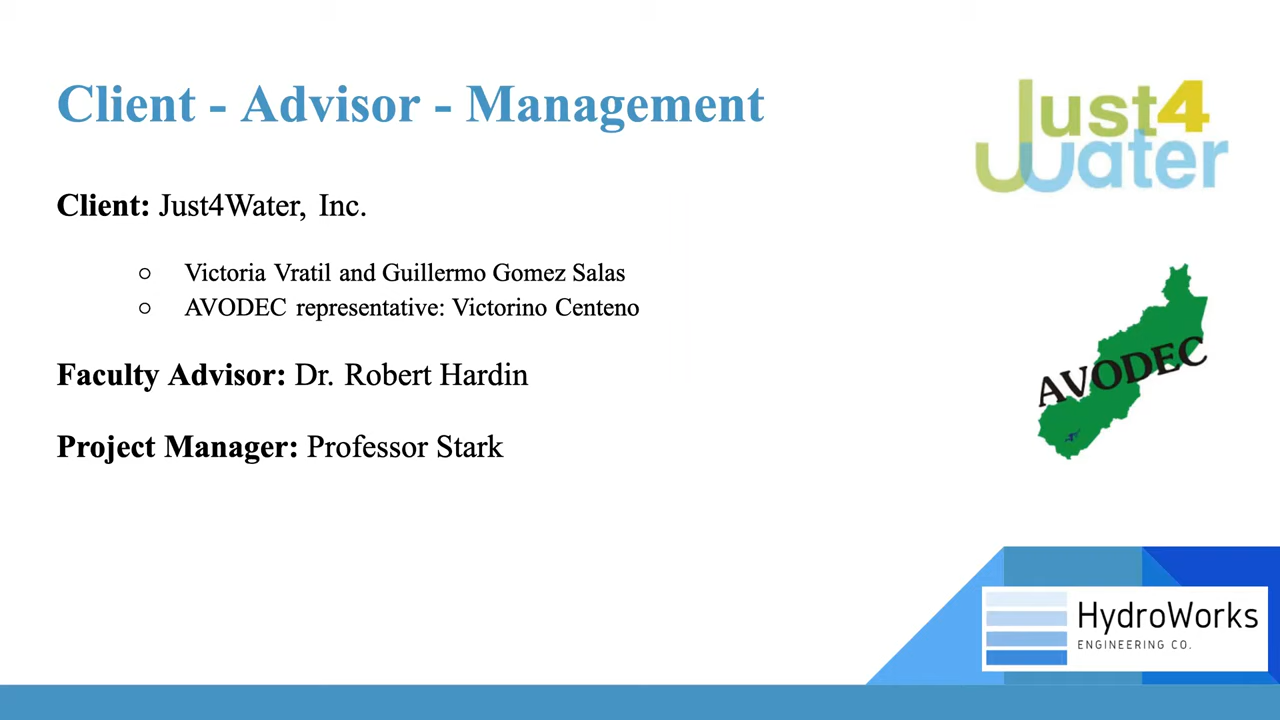 Client - Advisor - Management
Just4
Water
Client: Just4Water, Inc.
Victoria Vratil and Guillermo Gomez Salas
AVODEC representative: Victorino Centeno
AVODEC
Faculty Advisor: Dr. Robert Hardin
Project Manager: Professor Stark
HydroWorks
ENGINEERING CO.